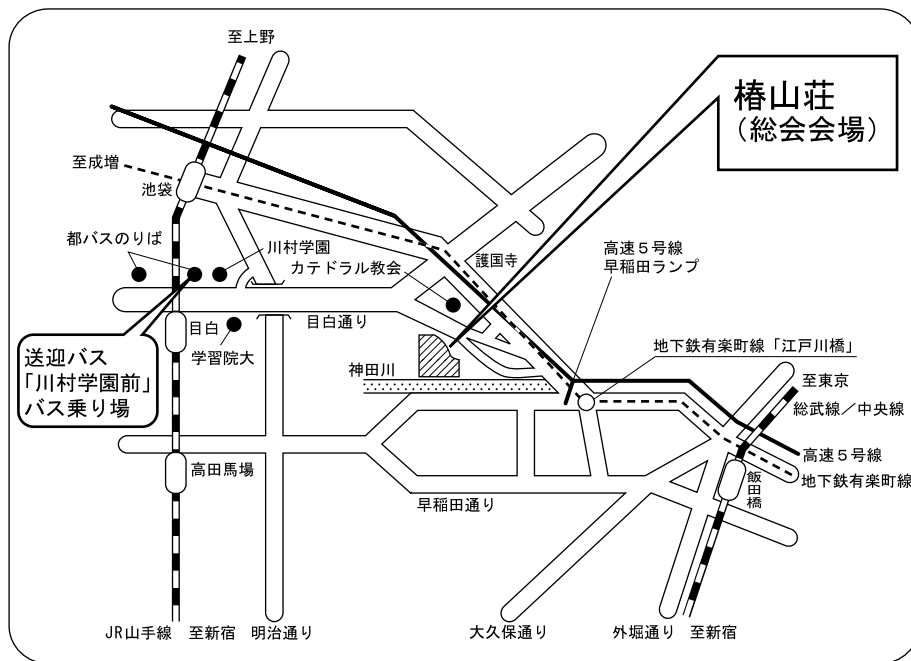 至上野
椿山荘
（総会会場）
至成増
池袋
都バスのりば
川村学園
カテドラル教会
護国寺
高速５号線
早稲田ランプ
目白
目白通り
学習院大
送迎バス
「川村学園前」
バス乗り場
神田川
地下鉄有楽町線「江戸川橋」
至東京
総武線／中央線
高田馬場
早稲田通り
飯田橋
高速５号線
地下鉄有楽町線
JR山手線
至新宿
明治通り
大久保通り
外堀通り
至新宿